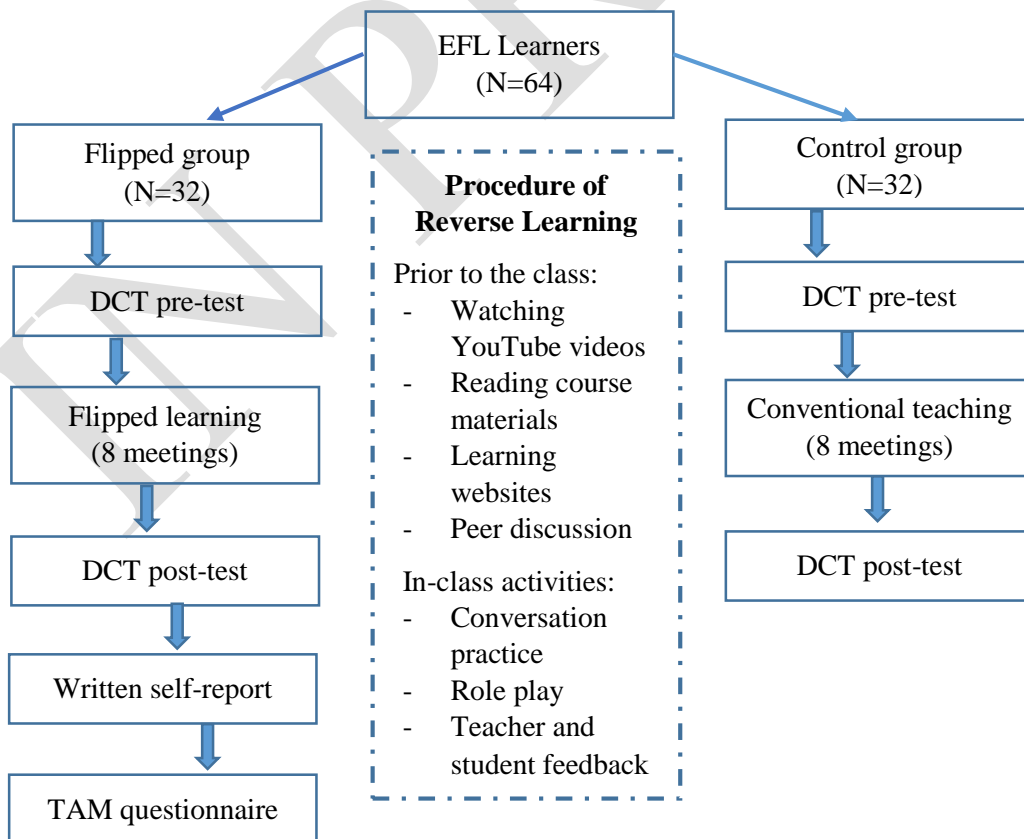 EFL Learners
(N=64)
Flipped group
(N=32)
DCT pre-test
Flipped learning
(8 meetings)
DCT post-test
Written self-report
TAM questionnaire
Procedure of
Reverse Learning
Prior to the class:
- Watching
YouTube videos
- Reading course
materials
- Learning
websites
- Peer discussion
In-class activities:
- Conversation
practice
- Role play
- Teacher and
student feedback
Control group
(N=32)
DCT pre-test
Conventional teaching
(8 meetings)
DCT post-test